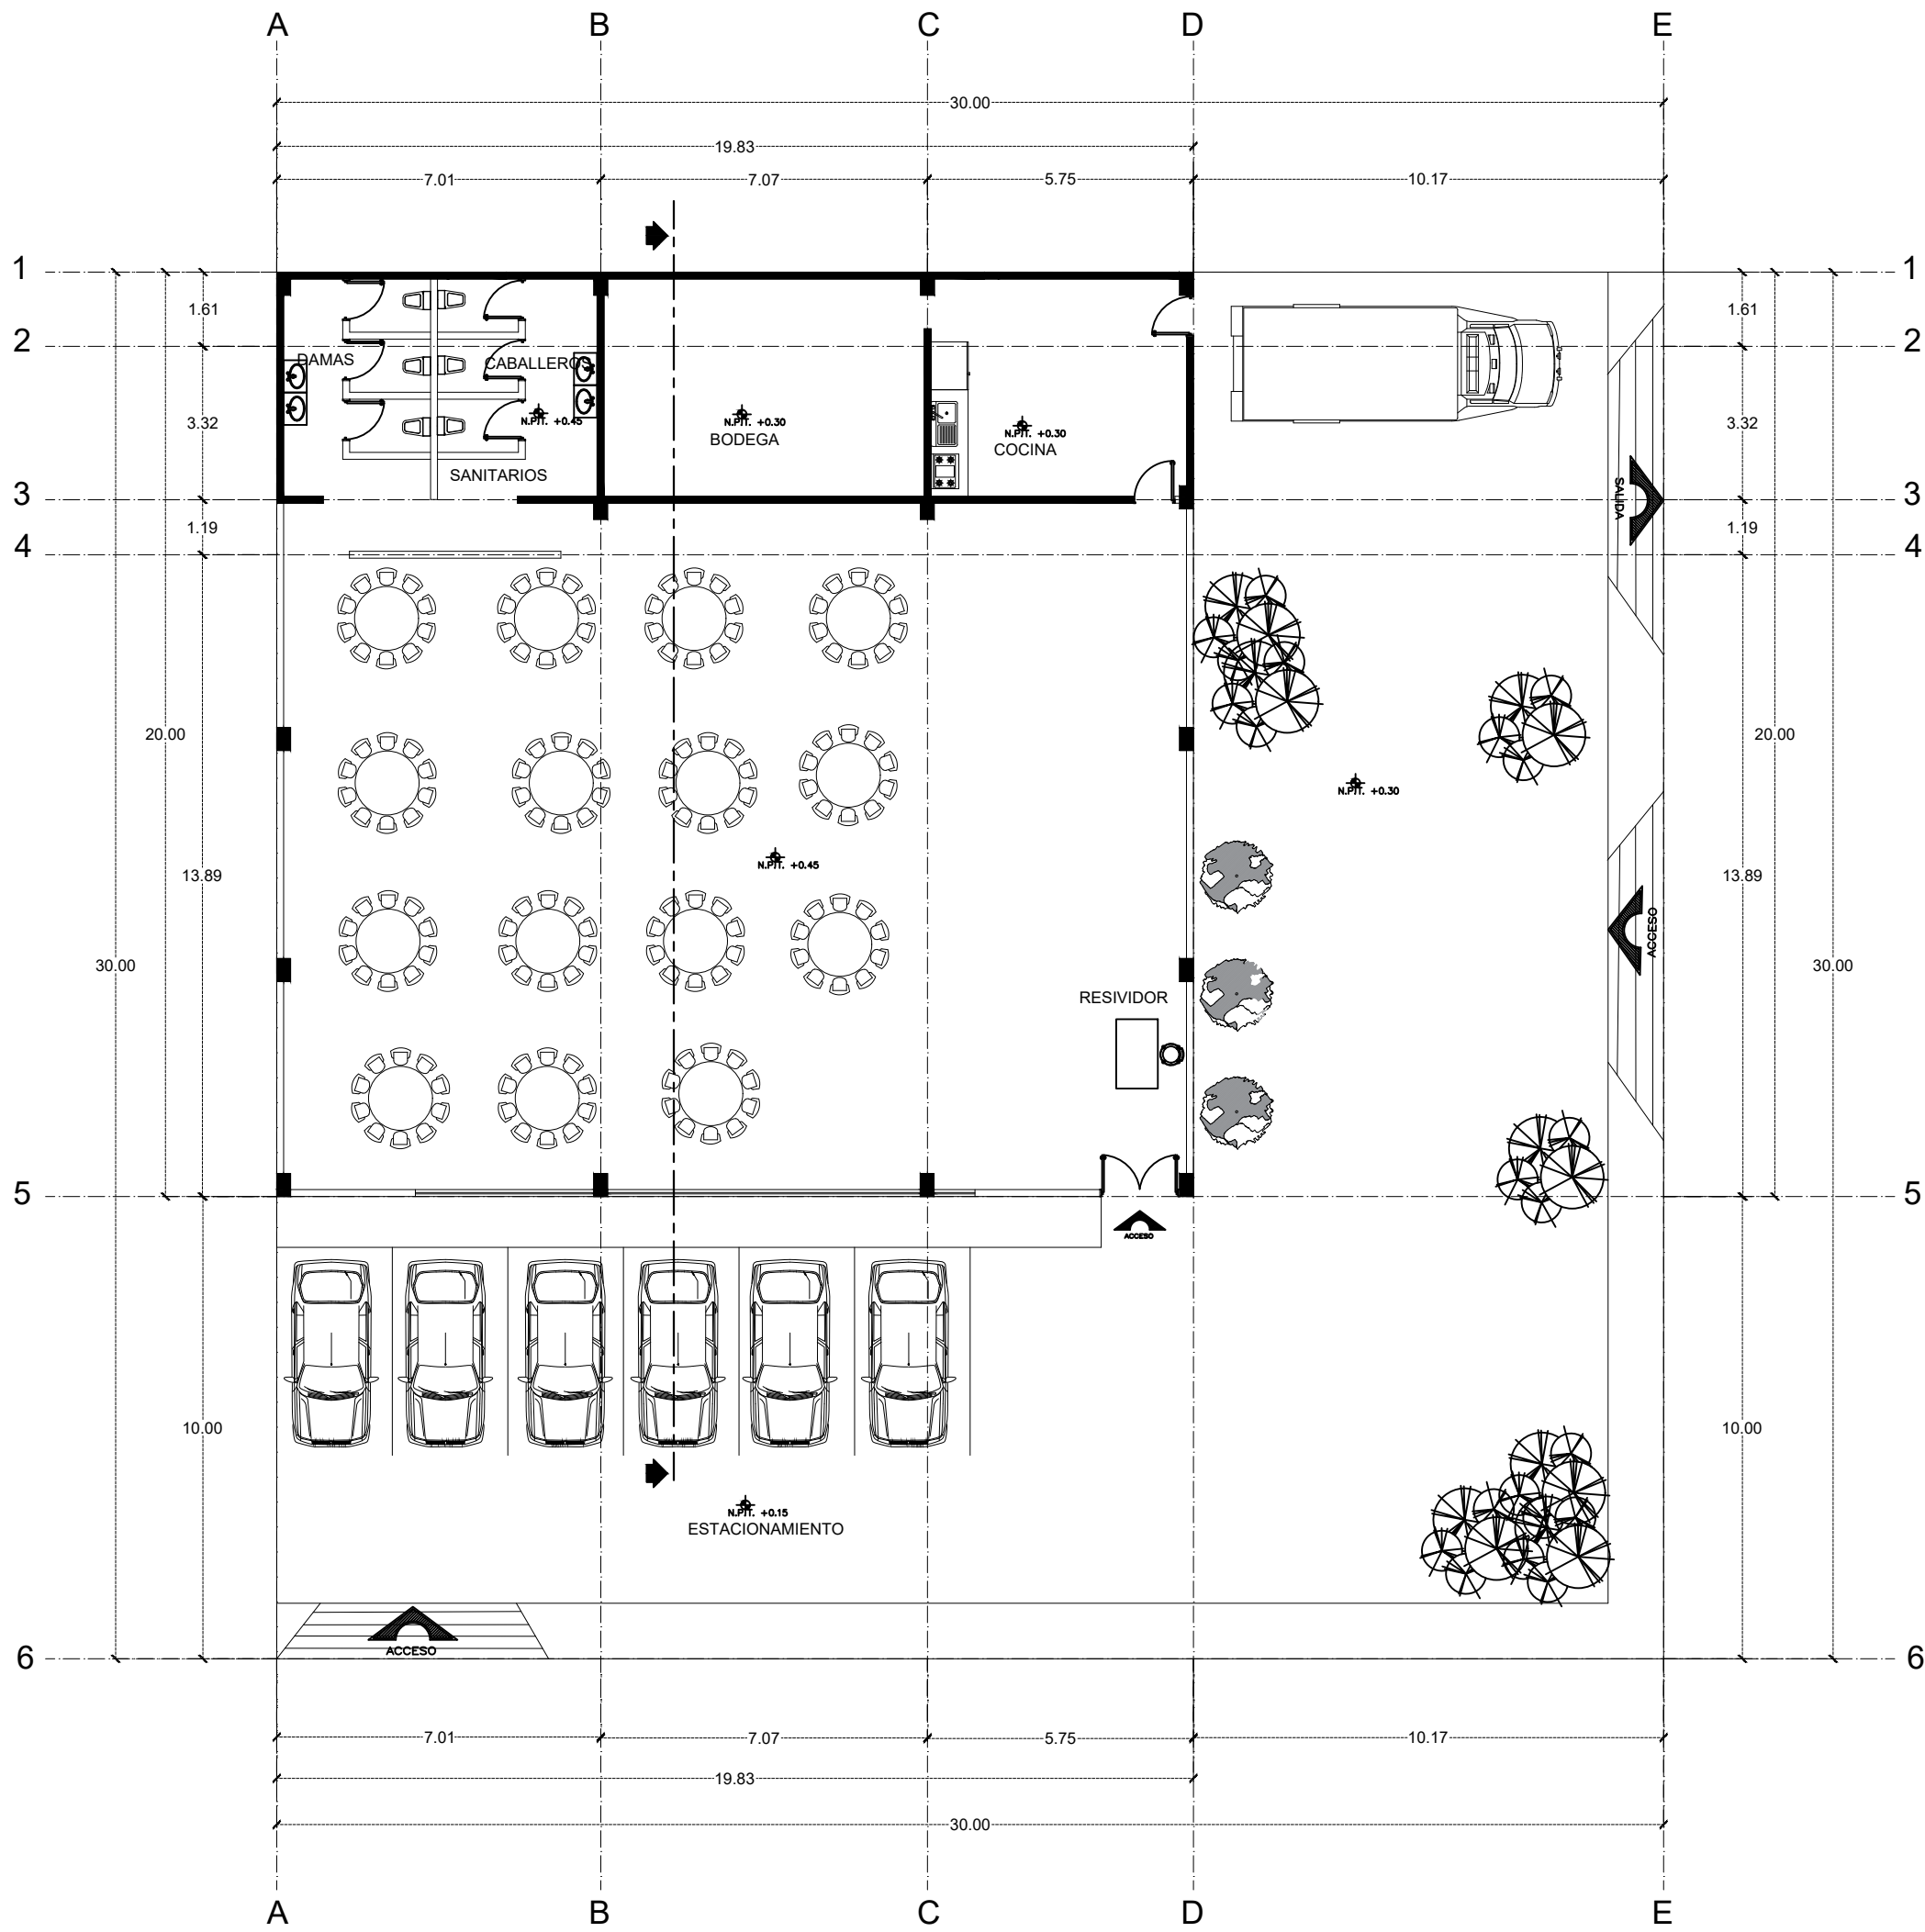 A B C D E
30.00
19.83
7.01 7.07 5.75 10.17
1 1
1.61 1.61
2 2
DAMAS CABALLEROS
N.P.T. +0.45 N.P.T. +0.30 N.P.T. +0.30
3.32 3.32
BODEGA COCINA
SANITARIOS
SALIDA
3 3
1.19 1.19
4 4
20.00 20.00
N.P.T. +0.30
N.P.T. +0.45
13.89 13.89
ACCESO
30.00 30.00
RESIVIDOR
5 5
ACCESO
10.00 10.00
N.P.T. +0.15
ESTACIONAMIENTO
ACCESO
6 6
7.01 7.07 5.75 10.17
19.83
30.00
A B C D E